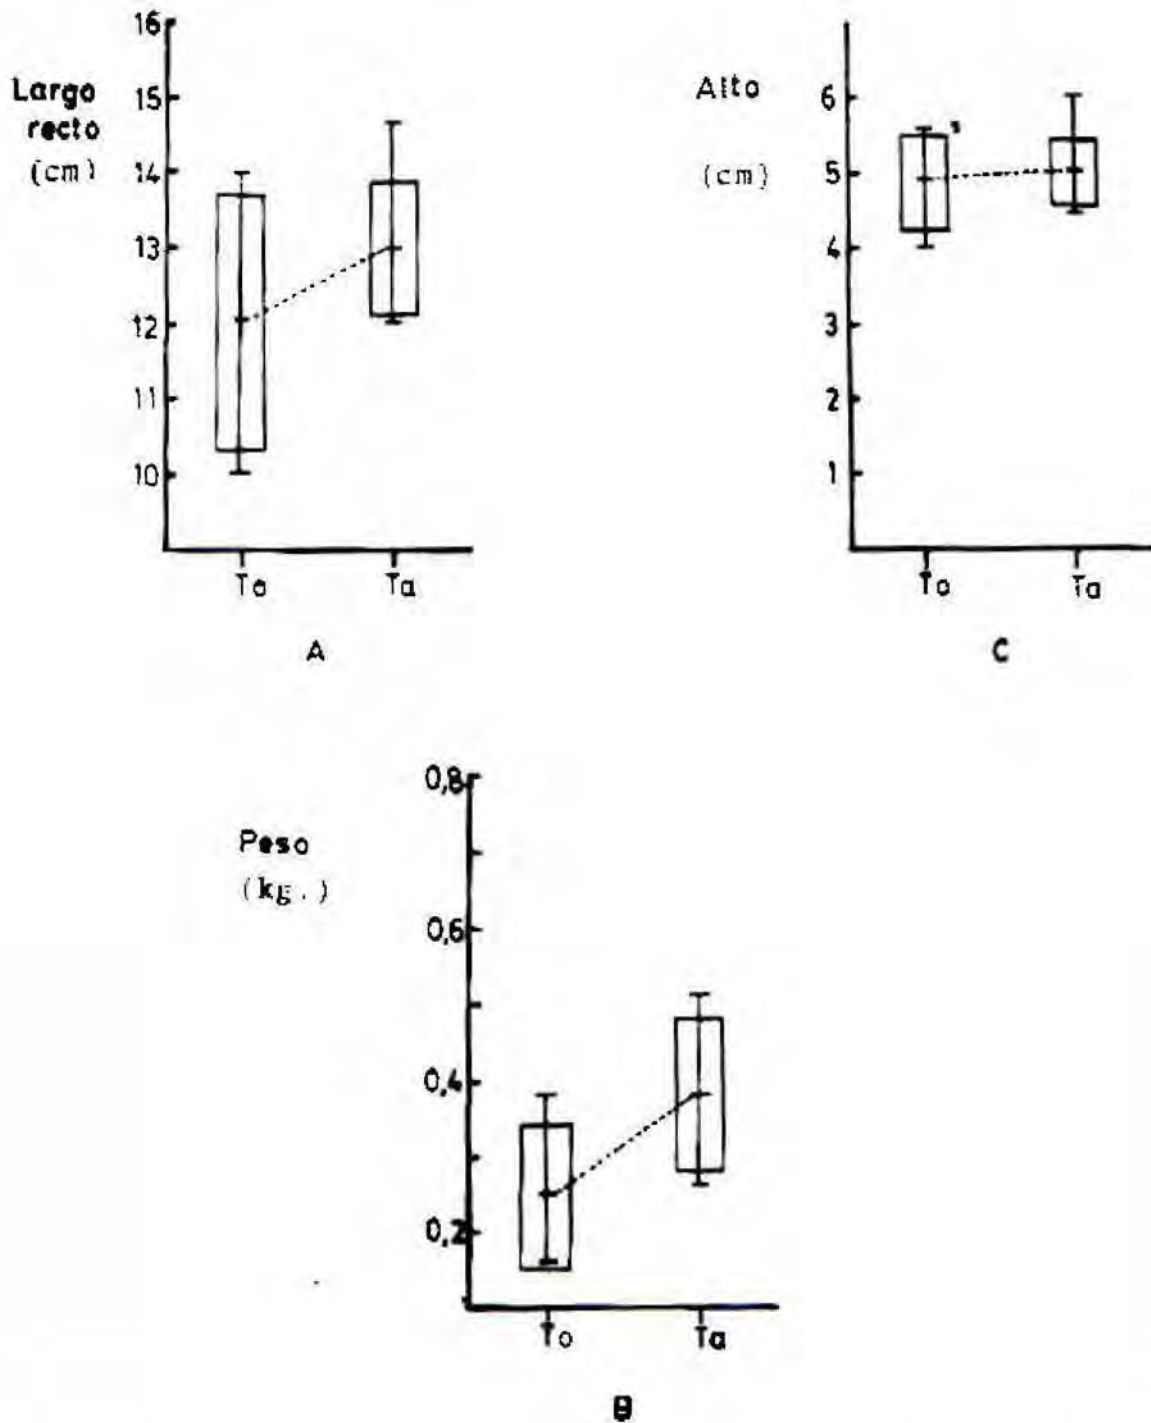 16
Largo
recto
(cm)
15
14
13
12
11
10
To
Ta
A
Alto
(cm)
6
5
4
3
2
1
To
Ta
C
Peso
(kg.)
0,8
0,6
0,4
0,2
To
Ta
B